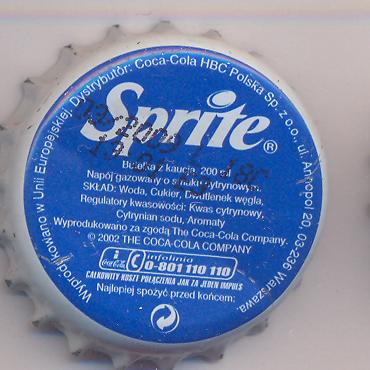 Wyprodukowano w Unii Europejskiej. Dystrybutor: Coca-Cola HBC Polska Sp. z o.o., ul. Annopol 20, 03-236 Warszawa
Sprite®
Butelka z kaucją. 200 ml
Napój gazowany o smaku cytrynowym.
SKŁAD: Woda, Cukier, Dwutlenek węgla,
Regulatory kwasowości: Kwas cytrynowy,
Cytrynian sodu, Aromaty
Wyprodukowano za zgodą The Coca-Cola Company.
© 2002 THE COCA-COLA COMPANY
i infolinia
Coca-Cola 0-801 110 110
CAŁKOWITY KOSZT POŁĄCZENIA JAK ZA JEDEN IMPULS
Najlepiej spożyć przed końcem: